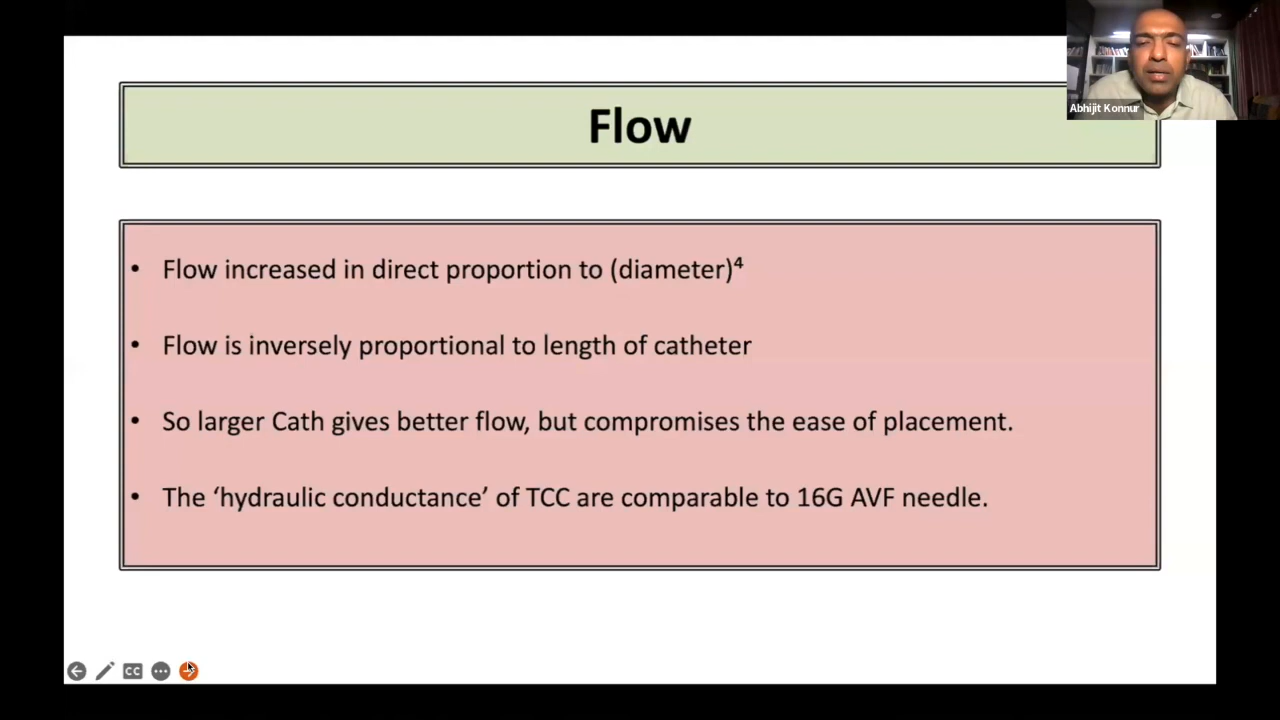 Abhijit Konnur
Flow
• Flow increased in direct proportion to (diameter)⁴
• Flow is inversely proportional to length of catheter
• So larger Cath gives better flow, but compromises the ease of placement.
• The ‘hydraulic conductance’ of TCC are comparable to 16G AVF needle.
CC